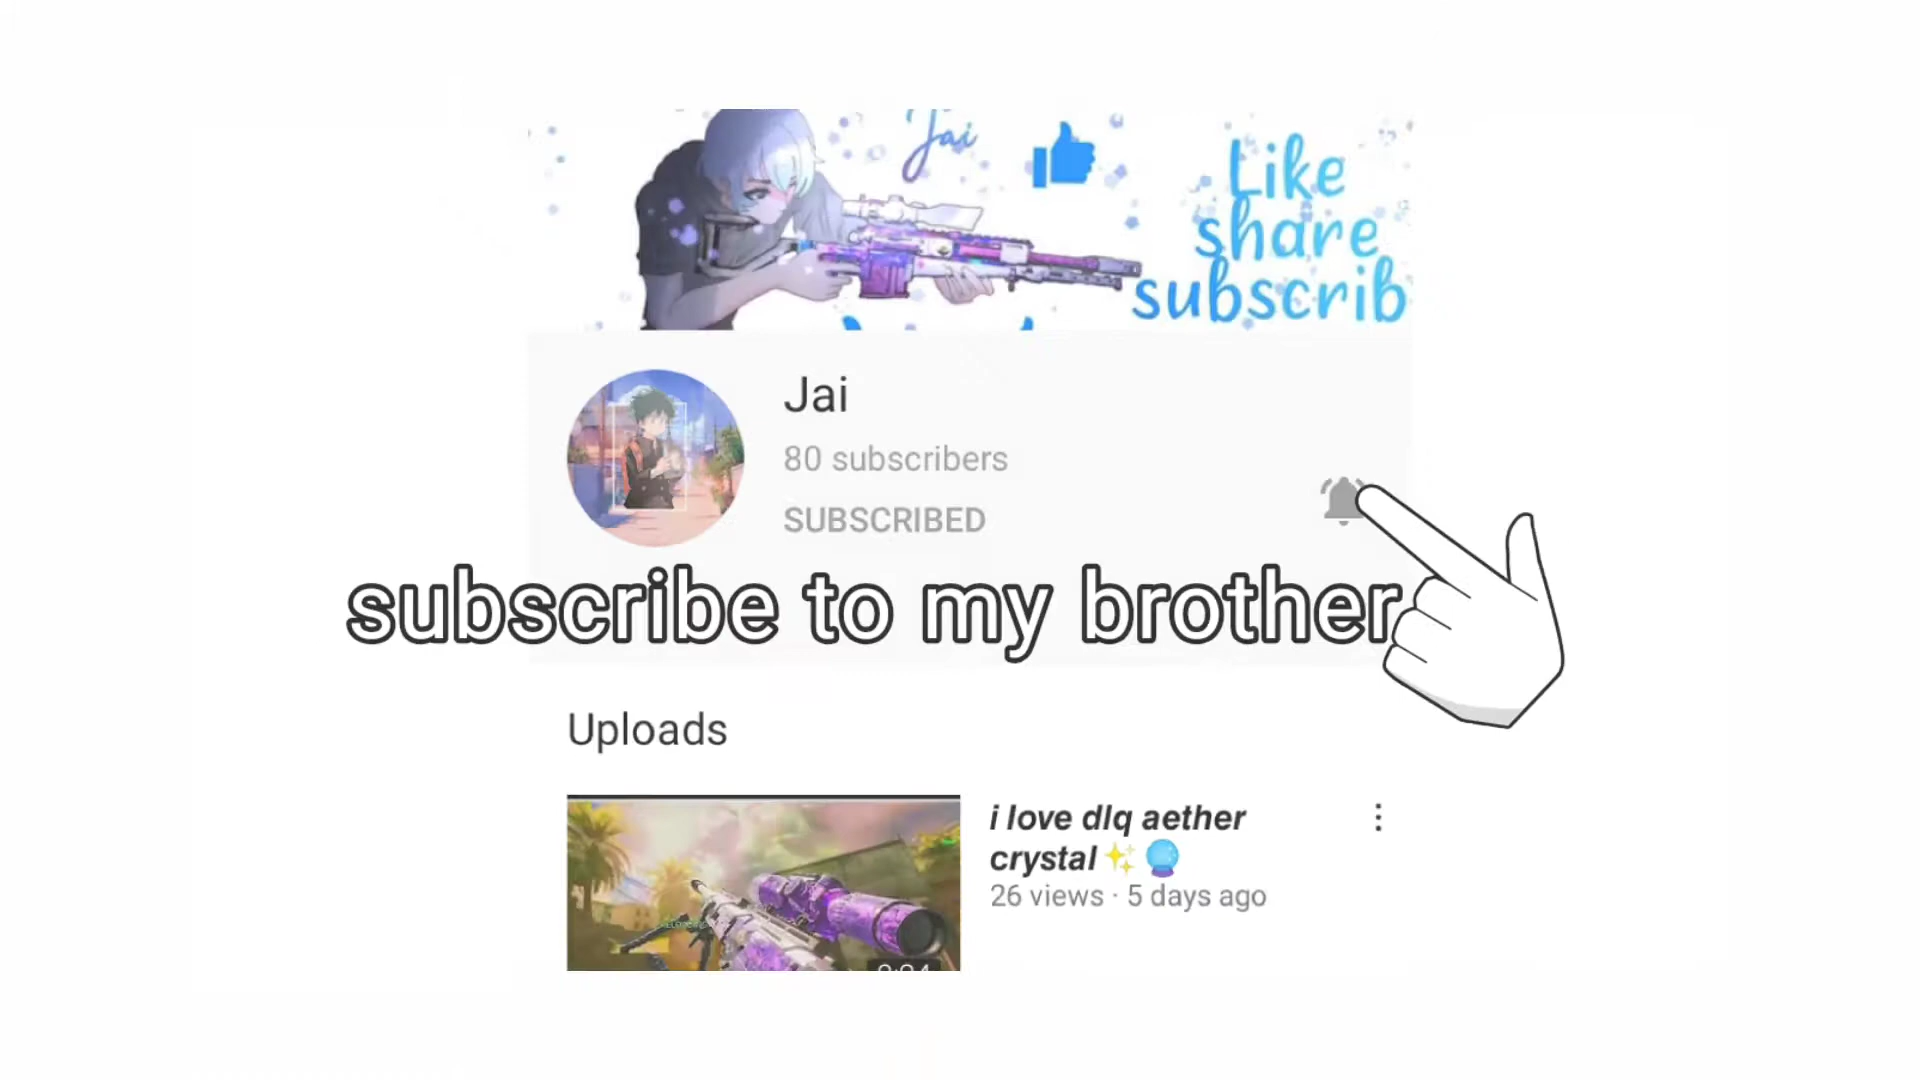 Jai
Like
share
subscrib
Jai
80 subscribers
SUBSCRIBED
subscribe to my brother
Uploads
i love dlq aether
crystal✨🔮
26 views · 5 days ago